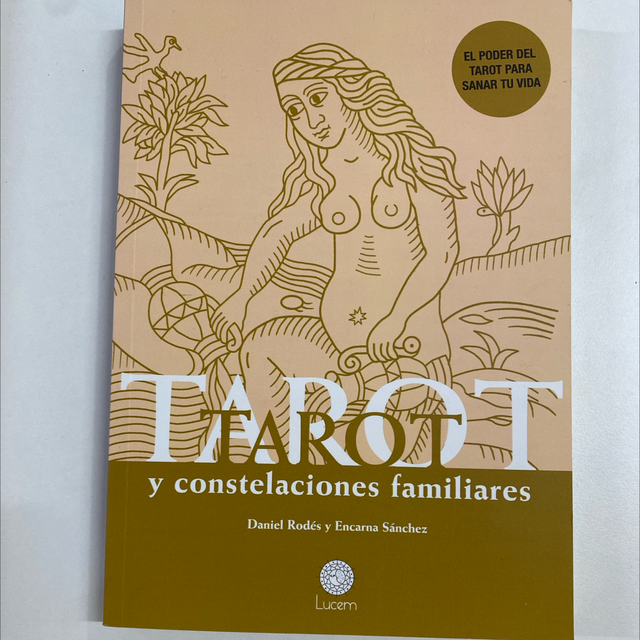 EL PODER DEL
TAROT PARA
SANAR TU VIDA
TAROT
TAROT
y constelaciones familiares
Daniel Rodés y Encarna Sánchez
Lucem